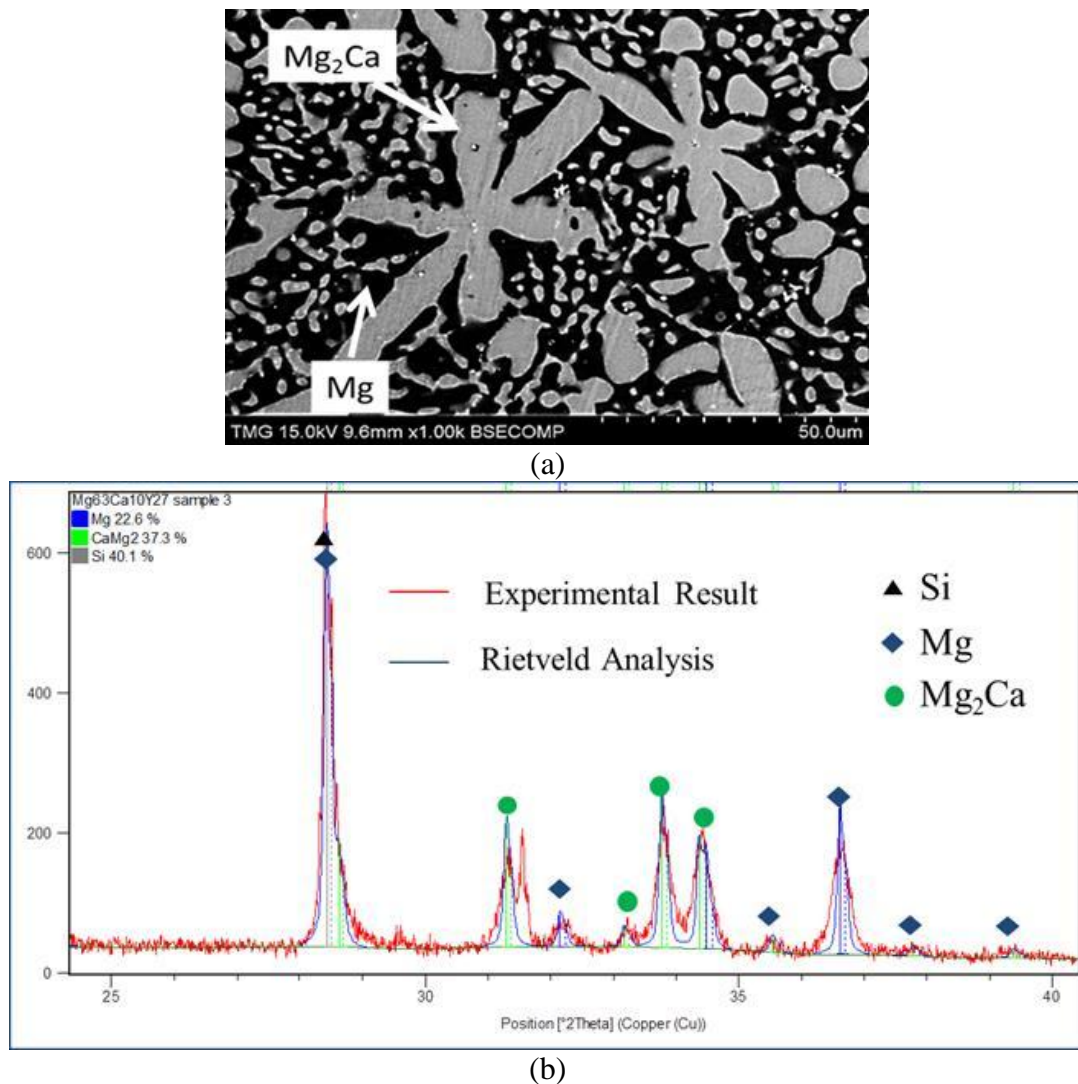 Mg₂Ca
Mg
TMG 15.0kV 9.6mm x1.00k BSECOMP 50.0um
(a)
Mg63Ca10Y27 sample 3
Mg 22.6 %
CaMg2 37.3 %
Si 40.1 %
600
400
200
0
Experimental Result
Rietveld Analysis
Si
Mg
Mg₂Ca
25 30 35 40
Position [°2Theta] (Copper (Cu))
(b)